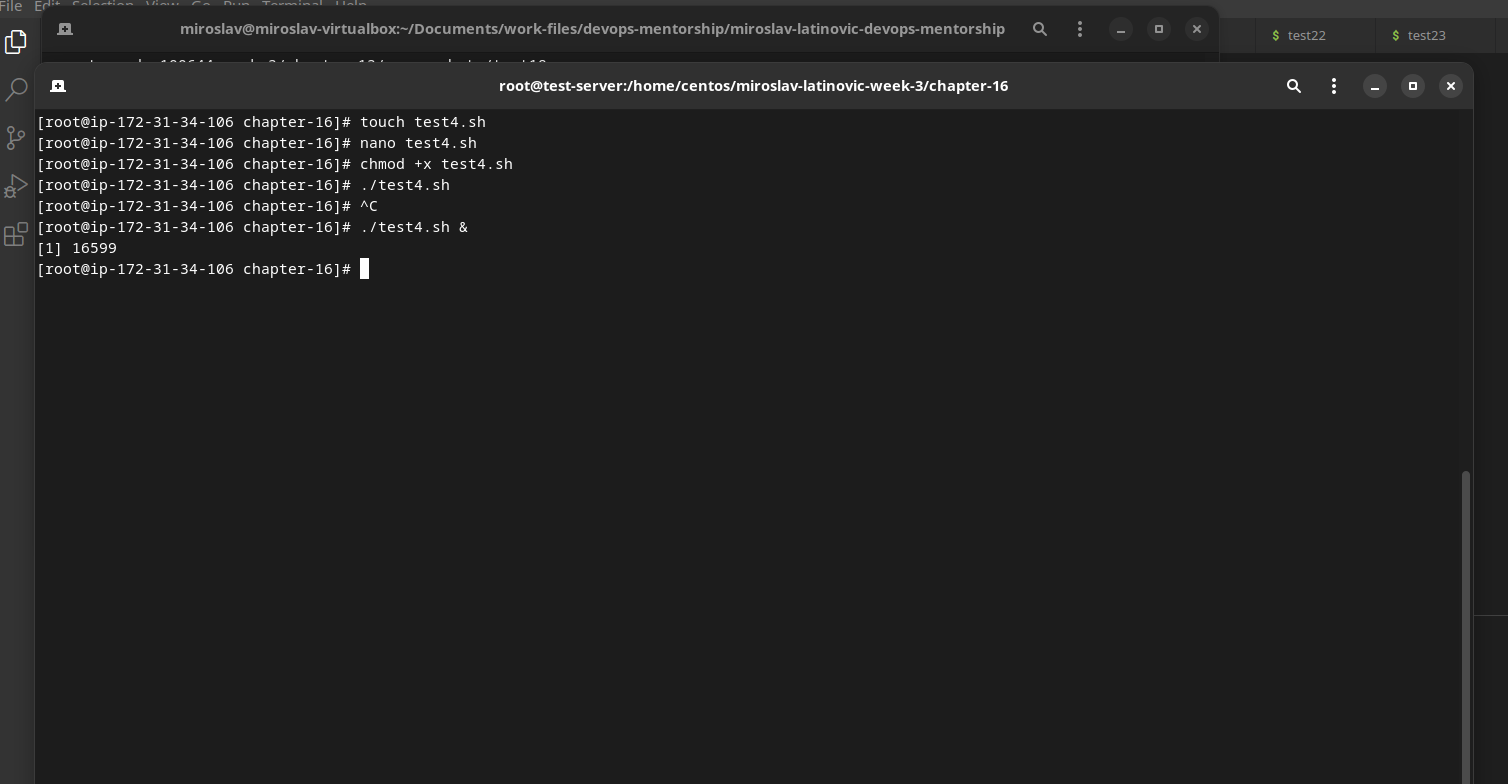 File Edit Selection View Go Run Terminal Help
miroslav@miroslav-virtualbox:~/Documents/work-files/devops-mentorship/miroslav-latinovic-devops-mentorship
$ test22
$ test23
root@test-server:/home/centos/miroslav-latinovic-week-3/chapter-16
[root@ip-172-31-34-106 chapter-16]# touch test4.sh
[root@ip-172-31-34-106 chapter-16]# nano test4.sh
[root@ip-172-31-34-106 chapter-16]# chmod +x test4.sh
[root@ip-172-31-34-106 chapter-16]# ./test4.sh
[root@ip-172-31-34-106 chapter-16]# ^C
[root@ip-172-31-34-106 chapter-16]# ./test4.sh &
[1] 16599
[root@ip-172-31-34-106 chapter-16]#